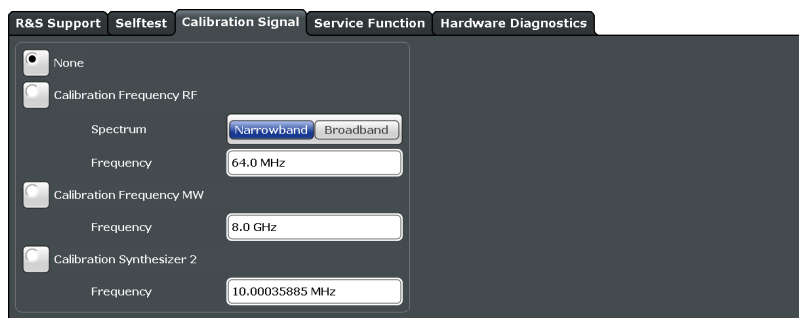 R&S Support Selftest Calibration Signal Service Function Hardware Diagnostics
None
Calibration Frequency RF
Spectrum Narrowband Broadband
Frequency 64.0 MHz
Calibration Frequency MW
Frequency 8.0 GHz
Calibration Synthesizer 2
Frequency 10.00035885 MHz